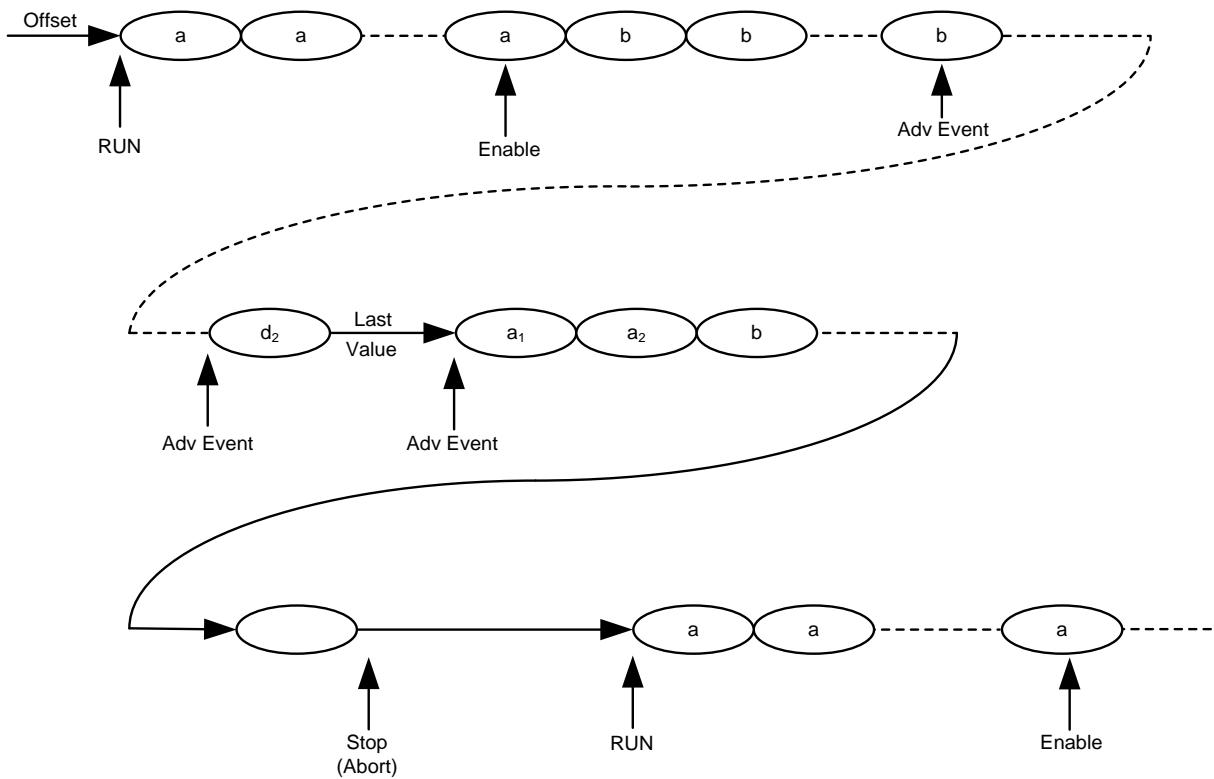 Offset
a a a b b b
RUN
Enable
Adv Event
d₂ Last Value a₁ a₂ b
Adv Event Adv Event
a a a
Stop
(Abort)
RUN
Enable